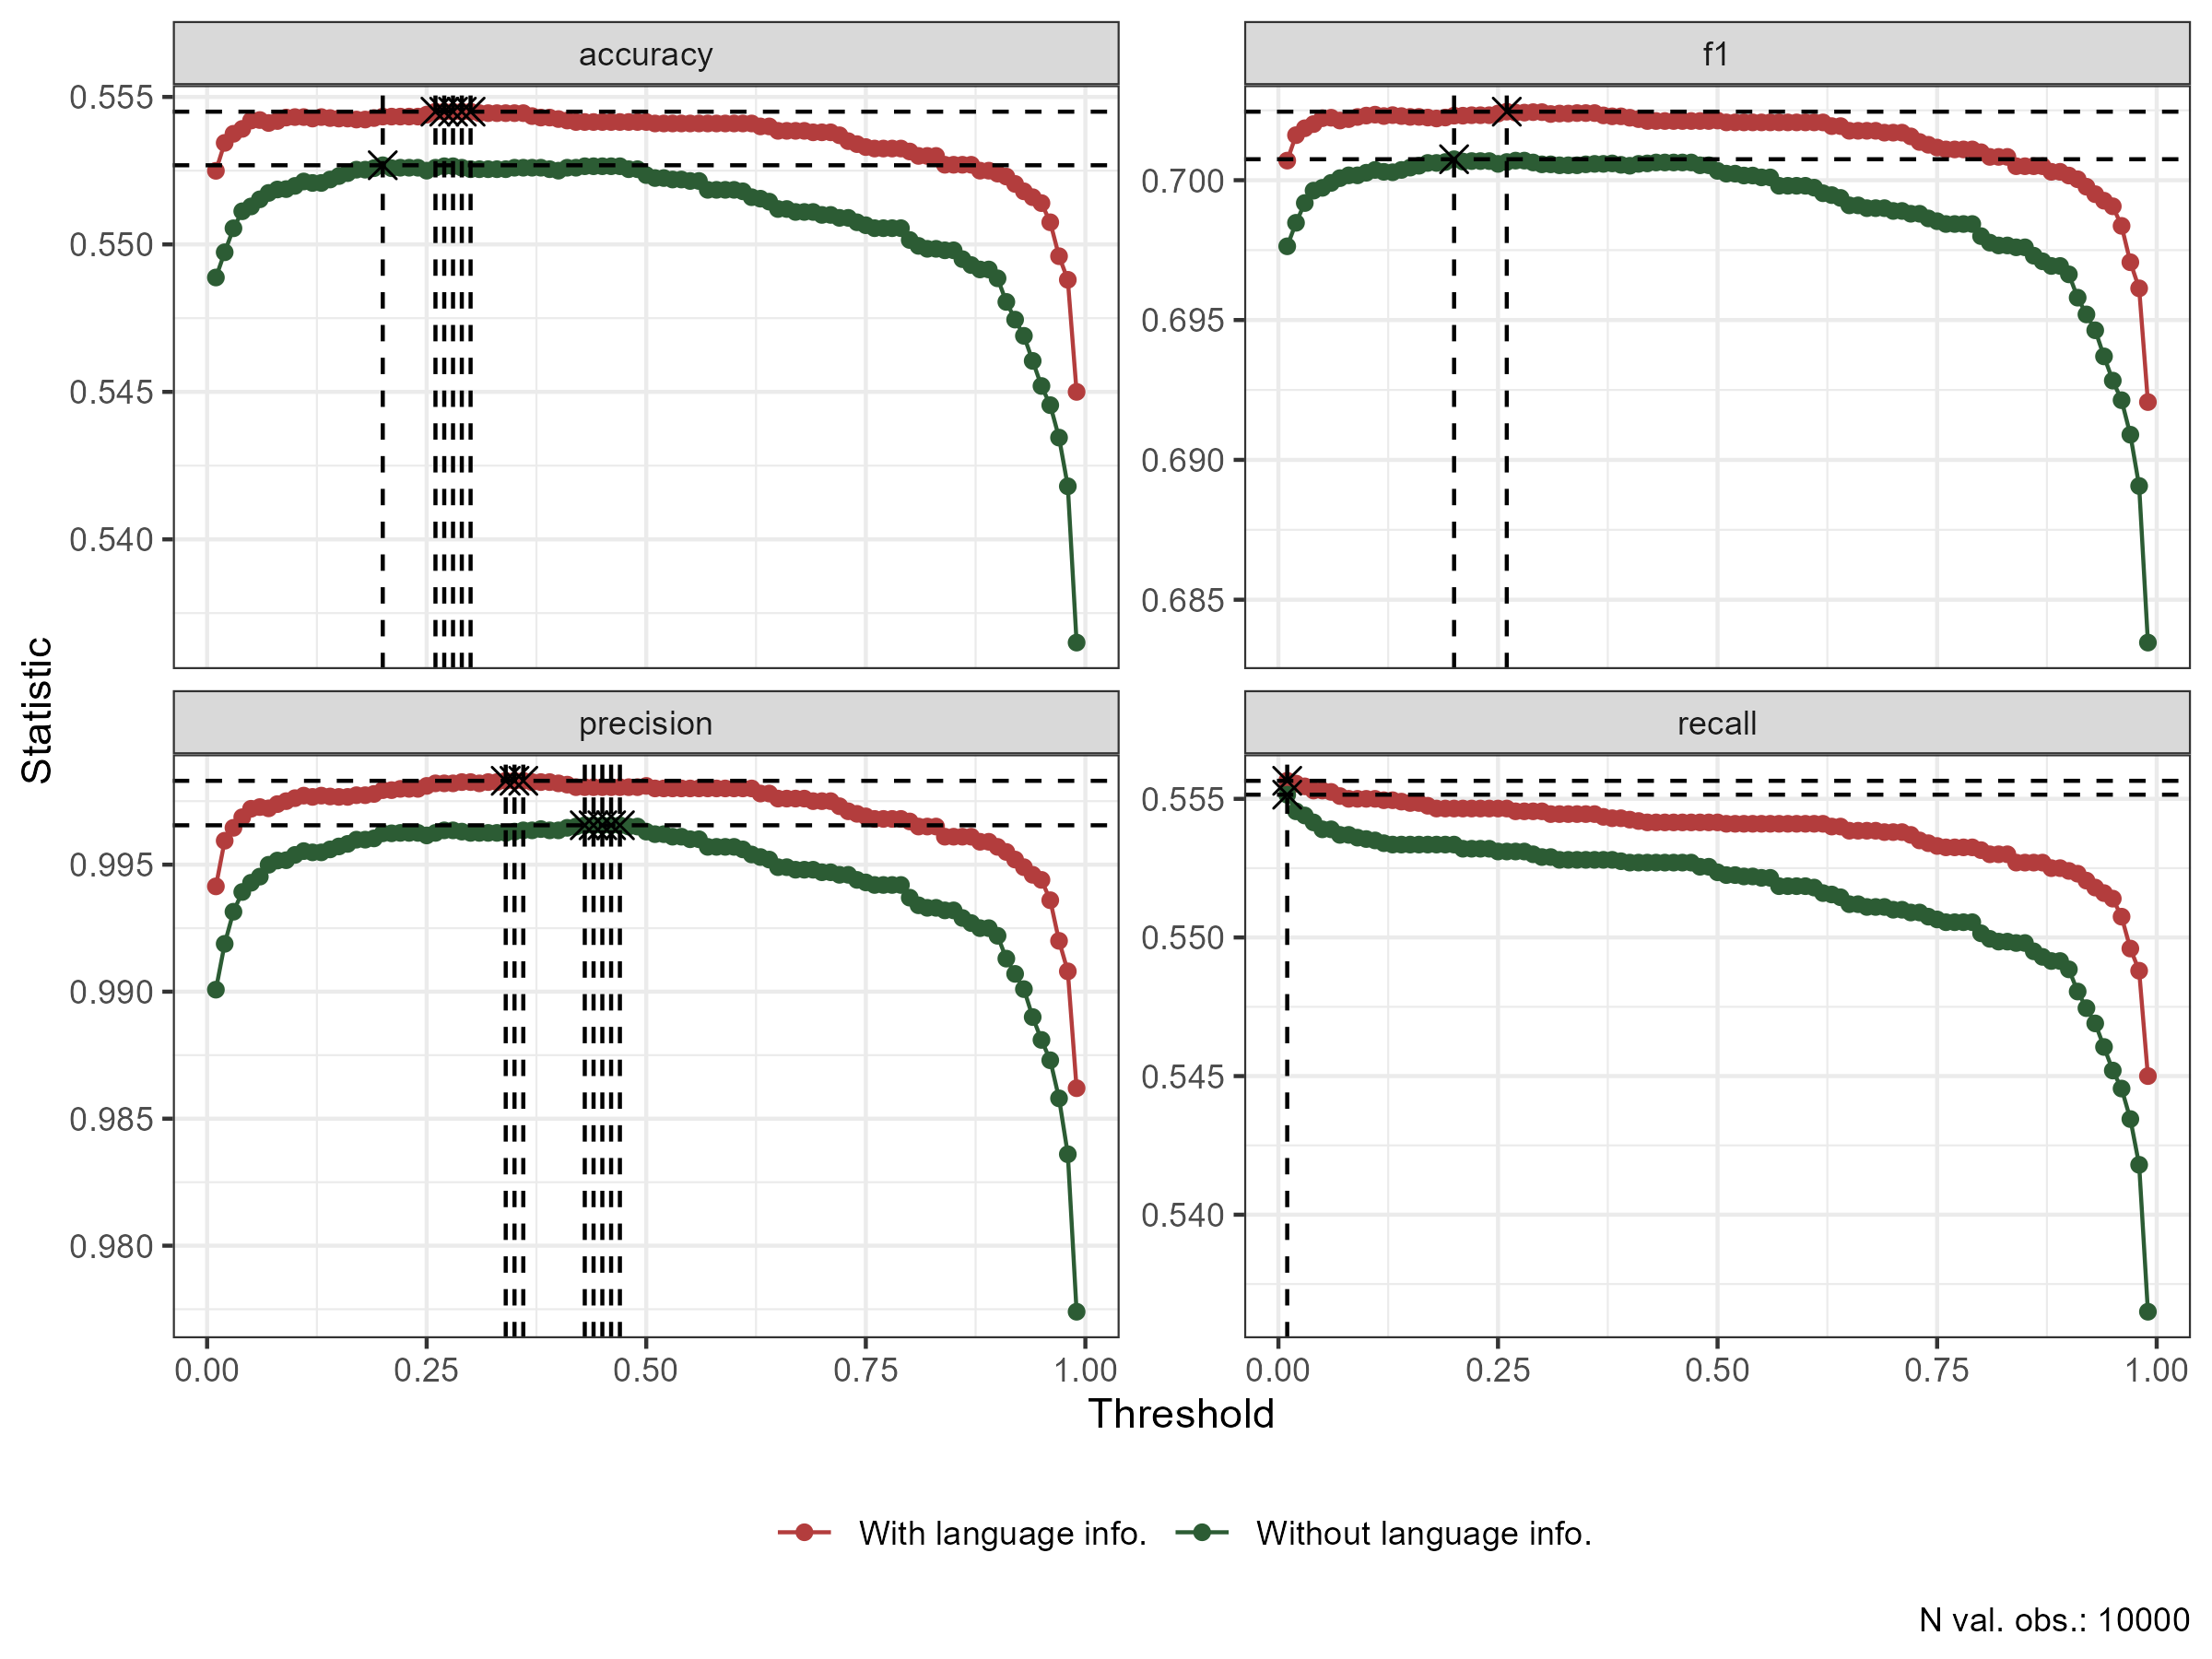 accuracy
f1
0.555
0.550
0.545
0.540
0.700
0.695
0.690
0.685
Statistic
precision
recall
0.995
0.990
0.985
0.980
0.555
0.550
0.545
0.540
0.00 0.25 0.50 0.75 1.00
0.00 0.25 0.50 0.75 1.00
Threshold
With language info. Without language info.
N val. obs.: 10000